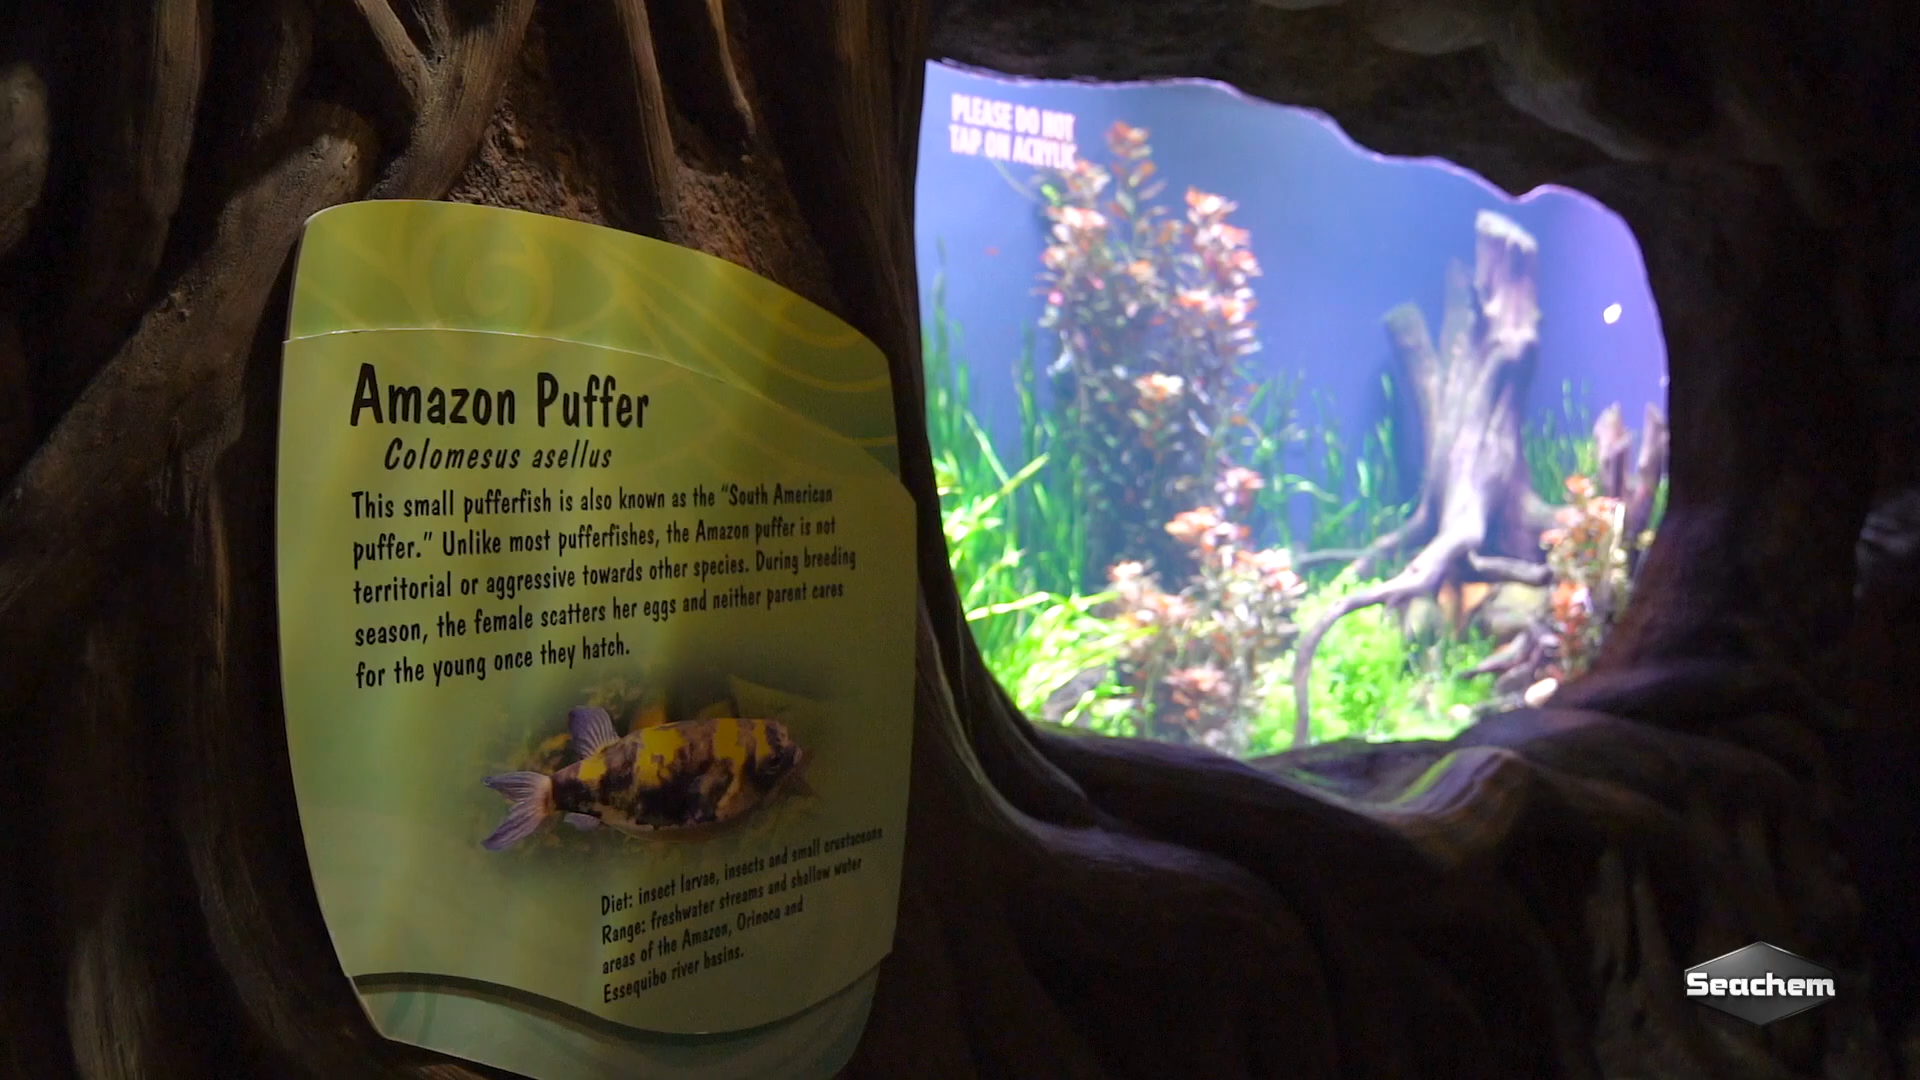 PLEASE DO NOT
TAP ON ACRYLIC
Amazon Puffer
Colomesus asellus
This small pufferfish is also known as the “South American
puffer.” Unlike most pufferfishes, the Amazon puffer is not
territorial or aggressive towards other species. During breeding
season, the female scatters her eggs and neither parent cares
for the young once they hatch.
Diet: insect larvae, insects and small crustaceans
Range: freshwater streams and shallow water
areas of the Amazon, Orinoco and
Essequibo river basins.
Seachem